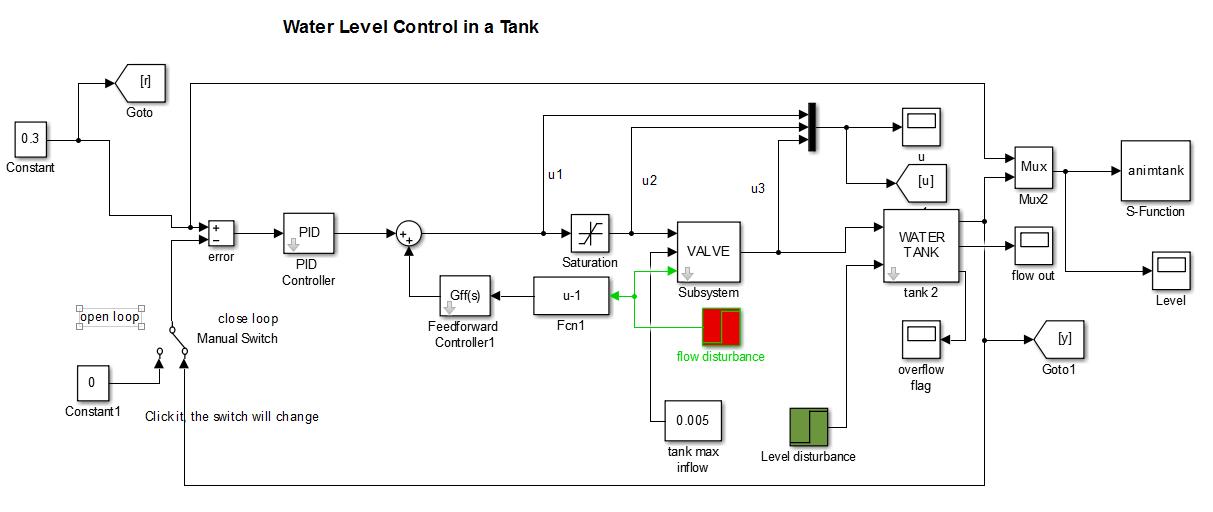 Water Level Control in a Tank
[r]
Goto
0.3
Constant
u1
u2
u3
u
[u]
Mux
Mux2
animtank
S-Function
+
−
error
PID
PID
Controller
+
+
Saturation
VALVE
Subsystem
WATER
TANK
tank 2
flow out
Level
Gff(s)
Feedforward
Controller1
u-1
Fcn1
flow disturbance
open loop
close loop
Manual Switch
0
Constant1
Click it, the switch will change
0.005
tank max
inflow
Level disturbance
overflow
flag
[y]
Goto1